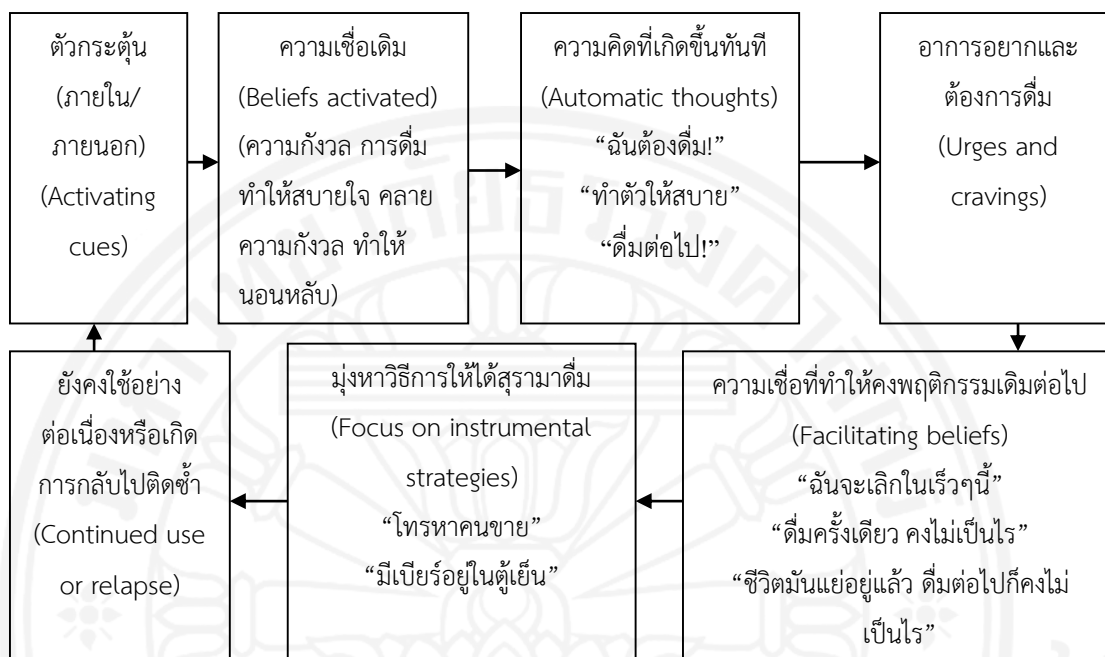 ตัวกระตุ้น
(ภายใน/
ภายนอก)
(Activating
cues)
ความเชื่อเดิม
(Beliefs activated)
(ความกังวล การดื่ม
ทำให้สบายใจ คลาย
ความกังวล ทำให้
นอนหลับ)
ความคิดที่เกิดขึ้นทันที
(Automatic thoughts)
“ฉันต้องดื่ม!”
“ทำตัวให้สบาย”
“ดื่มต่อไป!”
อาการอยากและ
ต้องการดื่ม
(Urges and
cravings)
ความเชื่อที่ทำให้คงพฤติกรรมเดิมต่อไป
(Facilitating beliefs)
“ฉันจะเลิกในเร็วๆนี้”
“ดื่มครั้งเดียว คงไม่เป็นไร”
“ชีวิตมันแย่อยู่แล้ว ดื่มต่อไปก็คงไม่
เป็นไร”
มุ่งหาวิธีการให้ได้สุรามาดื่ม
(Focus on instrumental
strategies)
“โทรหาคนขาย”
“มีเบียร์อยู่ในตู้เย็น”
ยังคงใช้อย่าง
ต่อเนื่องหรือเกิด
การกลับไปติดซ้ำ
(Continued use
or relapse)